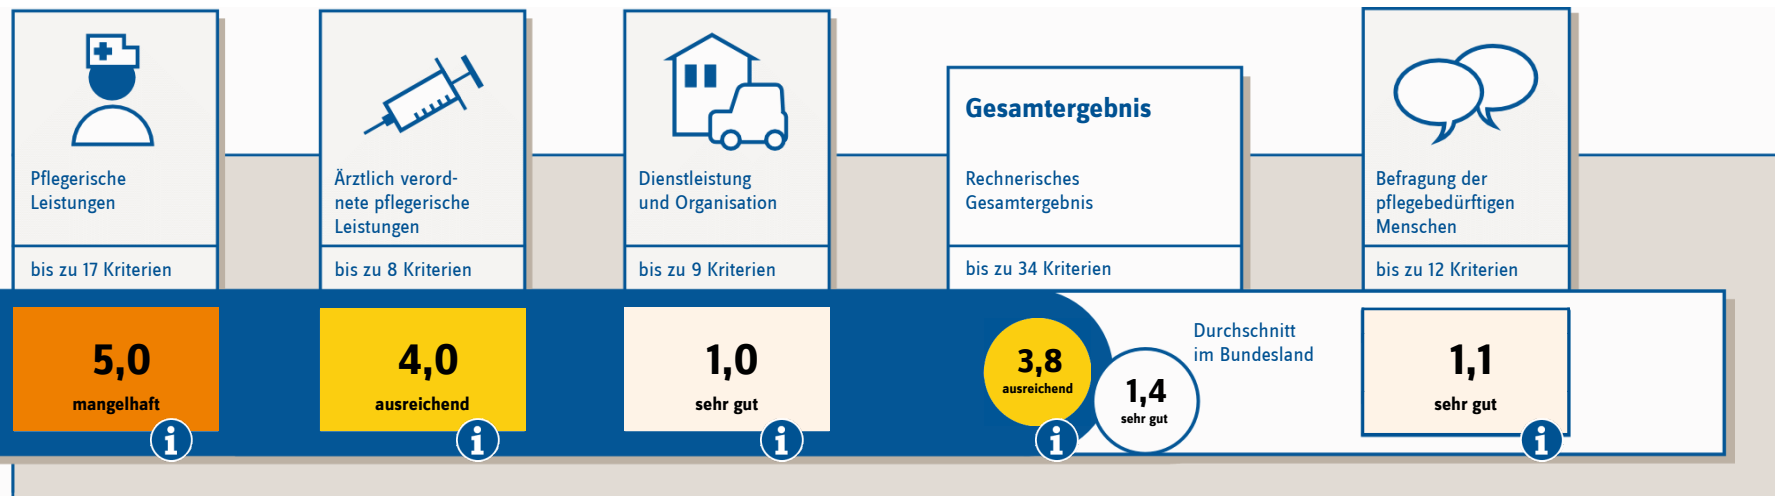 Pflegerische
Leistungen
bis zu 17 Kriterien
5,0
mangelhaft
Ärztlich verord-
nete pflegerische
Leistungen
bis zu 8 Kriterien
4,0
ausreichend
Dienstleistung
und Organisation
bis zu 9 Kriterien
1,0
sehr gut
Gesamtergebnis
Rechnerisches
Gesamtergebnis
bis zu 34 Kriterien
3,8
ausreichend
1,4
sehr gut
Durchschnitt
im Bundesland
Befragung der
pflegebedürftigen
Menschen
bis zu 12 Kriterien
1,1
sehr gut